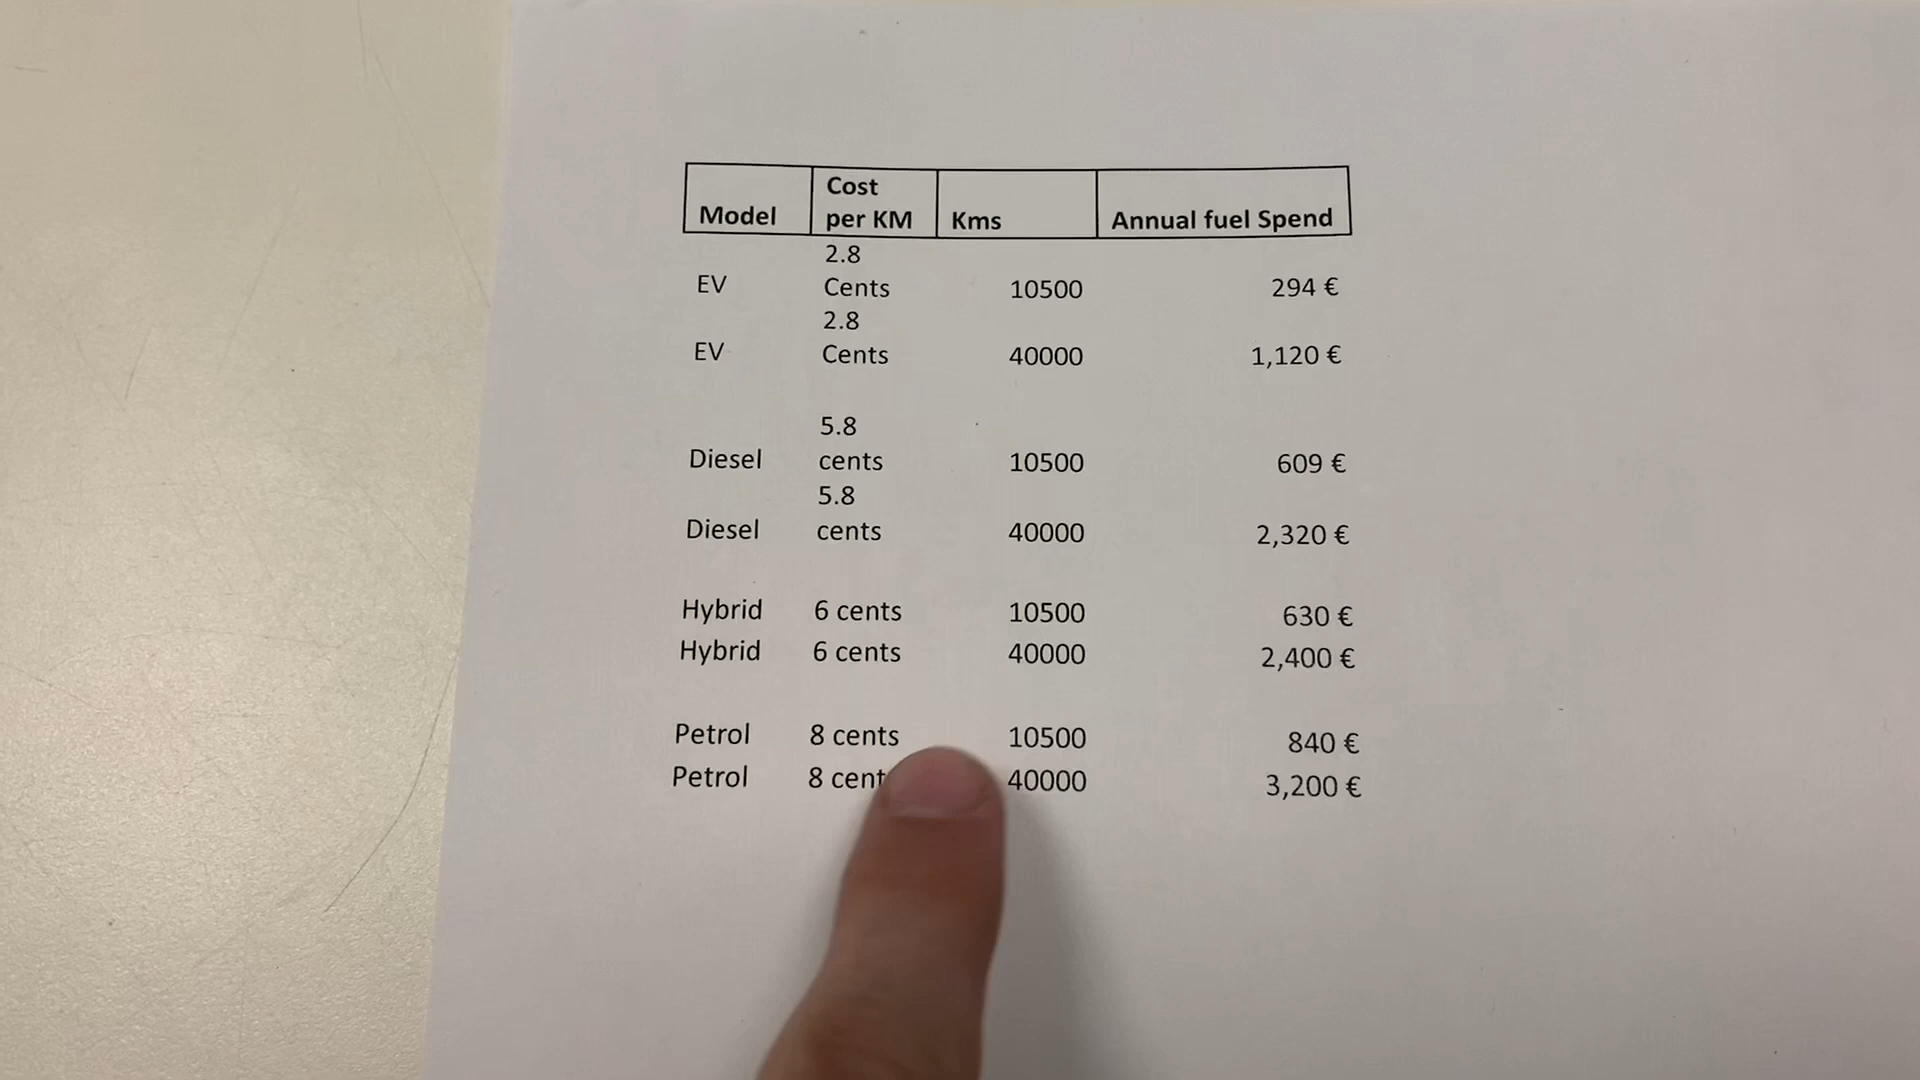 Model Cost per KM Kms Annual fuel Spend
EV 2.8 Cents 10500 294 €
EV 2.8 Cents 40000 1,120 €
Diesel 5.8 cents 10500 609 €
Diesel 5.8 cents 40000 2,320 €
Hybrid 6 cents 10500 630 €
Hybrid 6 cents 40000 2,400 €
Petrol 8 cents 10500 840 €
Petrol 8 cent 40000 3,200 €